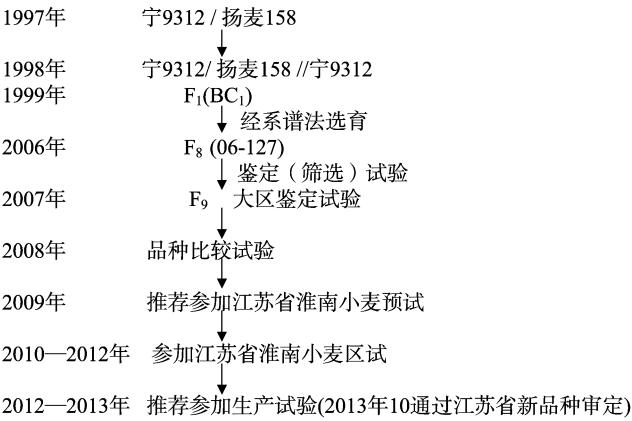 1997年 宁9312 / 扬麦158
1998年 宁9312/ 扬麦158 //宁9312
1999年 F₁(BC₁)
经系谱法选育
2006年 F₈ (06-127)
鉴定（筛选）试验
2007年 F₉ 大区鉴定试验
2008年 品种比较试验
2009年 推荐参加江苏省淮南小麦预试
2010—2012年 参加江苏省淮南小麦区试
2012—2013年 推荐参加生产试验(2013年10通过江苏省新品种审定)